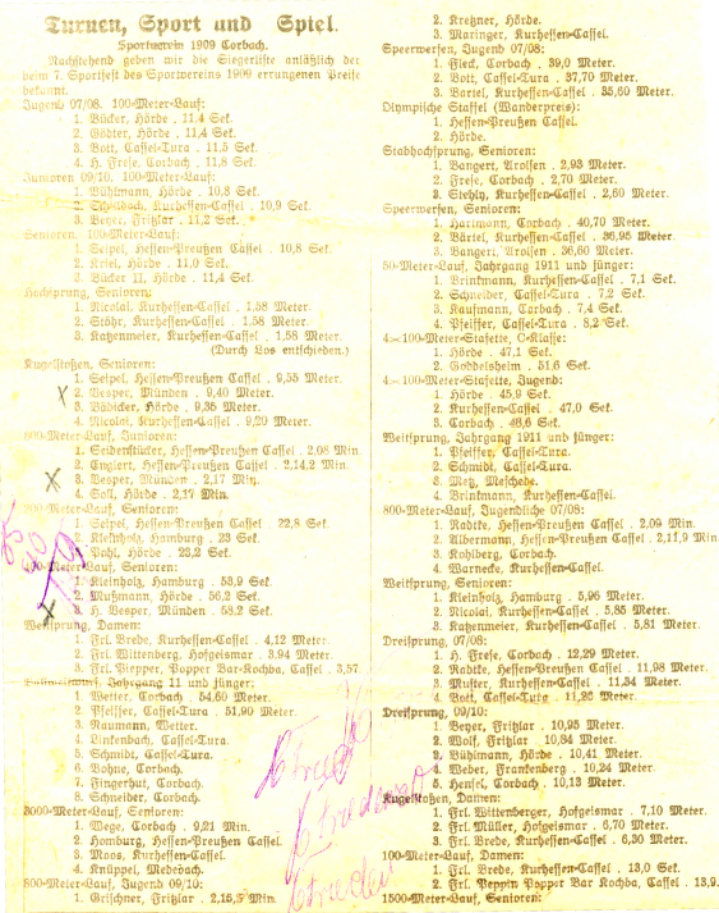 Turnen, Sport und Spiel.
Sportverein 1909 Corbach.
Nachstehend geben wir die Siegerliste anläßlich der
beim 7. Sportfest des Sportvereins 1909 errungenen Preise
bekannt.
Jugend 07/08. 100-Meter-Lauf:
1. Bücker, Hörde . 11,4 Sek.
2. Gödter, Hörde . 11,4 Sek.
3. Bott, Cassel-Tura . 11,5 Sek.
4. H. Frese, Corbach . 11,8 Sek.
Junioren 09/10. 100-Meter-Lauf:
1. Bühlmann, Hörde . 10,8 Sek.
2. Kurhessen-Cassel . 10,9 Sek.
3. Beyer, Fritzlar . 11,2 Sek.
Senioren. 100-Meter-Lauf:
1. Seipel, Hessen-Preußen Cassel . 10,8 Sek.
2. Kriel, Hörde . 11,0 Sek.
3. Bücker II, Hörde . 11,4 Sek.
Hochsprung, Senioren:
1. Nicolai, Kurhessen-Cassel . 1,58 Meter.
2. Stöhr, Kurhessen-Cassel . 1,58 Meter.
3. Katzenmeier, Kurhessen-Cassel . 1,58 Meter.
(Durch Los entschieden.)
Kugelstoßen, Senioren:
1. Seipel, Hessen-Preußen Cassel . 9,55 Meter.
2. Vesper, Münden . 9,40 Meter.
3. Bödicker, Hörde . 9,35 Meter.
4. Nicolai, Kurhessen-Cassel . 9,20 Meter.
800-Meter-Lauf, Junioren:
1. Seidenstücker, Hessen-Preußen Cassel . 2,08 Min.
2. Englert, Hessen-Preußen Cassel . 2,14,2 Min.
3. Vesper, Münden . 2,17 Min.
4. Soll, Hörde . 2,17 Min.
200-Meter-Lauf, Senioren:
1. Seipel, Hessen-Preußen Cassel . 22,8 Sek.
2. Kleinholz, Hamburg . 23 Sek.
3. Pohl, Hörde . 23,2 Sek.
400-Meter-Lauf, Senioren:
1. Kleinholz, Hamburg . 53,9 Sek.
2. Mußmann, Hörde . 56,2 Sek.
3. H. Vesper, Münden . 58,2 Sek.
Weitsprung, Damen:
1. Frl. Brede, Kurhessen-Cassel . 4,12 Meter.
2. Frl. Wittenberg, Hofgeismar . 3,94 Meter.
3. Frl. Piepper, Popper Bar-Kochba, Cassel . 3,57.
Jahrgang 11 und jünger:
1. Wetter, Corbach . 54,60 Meter.
2. Pfeiffer, Cassel-Tura . 51,90 Meter.
3. Naumann, Wetter.
4. Linkenbach, Cassel-Tura.
5. Schmidt, Cassel-Tura.
6. Bohne, Corbach.
7. Fingerhut, Corbach.
8. Schneider, Corbach.
3000-Meter-Lauf, Senioren:
1. Wege, Corbach . 9,21 Min.
2. Homburg, Hessen-Preußen Cassel.
3. Moos, Kurhessen-Cassel.
4. Knüppel, Medebach.
800-Meter-Lauf, Jugend 09/10:
1. Grischner, Fritzlar . 2,15,3 Min.
2. Kreßner, Hörde.
3. Maringer, Kurhessen-Cassel.
Speerwerfen, Jugend 07/08:
1. Fleck, Corbach . 39,0 Meter.
2. Bott, Cassel-Tura . 37,70 Meter.
3. Bartel, Kurhessen-Cassel . 35,60 Meter.
Olympische Staffel (Wanderpreis):
1. Hessen-Preußen Cassel.
2. Hörde.
Stabhochsprung, Senioren:
1. Bangert, Arolsen . 2,93 Meter.
2. Frese, Corbach . 2,70 Meter.
3. Stehly, Kurhessen-Cassel . 2,60 Meter.
Speerwerfen, Senioren:
1. Hartmann, Corbach . 40,70 Meter.
2. Bärtel, Kurhessen-Cassel . 36,95 Meter.
3. Bangert, Arolsen . 36,60 Meter.
50-Meter-Lauf, Jahrgang 1911 und jünger:
1. Brinkmann, Kurhessen-Cassel . 7,1 Sek.
2. Schneider, Cassel-Tura . 7,2 Sek.
3. Kaufmann, Corbach . 7,4 Sek.
4. Pfeiffer, Cassel-Tura . 8,2 Sek.
4×100-Meter-Stafette, C-Klasse:
1. Hörde . 47,1 Sek.
2. Goddelsheim . 51,6 Sek.
4×100-Meter-Stafette, Jugend:
1. Hörde . 45,9 Sek.
2. Kurhessen-Cassel . 47,0 Sek.
3. Corbach . 48,6 Sek.
Weitsprung, Jahrgang 1911 und jünger:
1. Pfeiffer, Cassel-Tura.
2. Schmidt, Cassel-Tura.
3. Metz, Meschede.
4. Brinkmann, Kurhessen-Cassel.
800-Meter-Lauf, Jugendliche 07/08:
1. Radtke, Hessen-Preußen Cassel . 2,09 Min.
2. Albermann, Hessen-Preußen Cassel . 2,11,9 Min.
3. Kohlberg, Corbach.
4. Warnecke, Kurhessen-Cassel.
Weitsprung, Senioren:
1. Kleinholz, Hamburg . 5,96 Meter.
2. Nicolai, Kurhessen-Cassel . 5,85 Meter.
3. Katzenmeier, Kurhessen-Cassel . 5,81 Meter.
Dreisprung, 07/08:
1. H. Frese, Corbach . 12,29 Meter.
2. Radtke, Hessen-Preußen Cassel . 11,98 Meter.
3. Muster, Kurhessen-Cassel . 11,34 Meter.
4. Bott, Cassel-Tura . 11,26 Meter.
Dreisprung, 09/10:
1. Beyer, Fritzlar . 10,95 Meter.
2. Wolf, Fritzlar . 10,84 Meter.
3. Bühlmann, Hörde . 10,41 Meter.
4. Weber, Frankenberg . 10,24 Meter.
5. Hensel, Corbach . 10,13 Meter.
Kugelstoßen, Damen:
1. Frl. Wittenberger, Hofgeismar . 7,10 Meter.
2. Frl. Müller, Hofgeismar . 6,70 Meter.
3. Frl. Brede, Kurhessen-Cassel . 6,30 Meter.
100-Meter-Lauf, Damen:
1. Frl. Brede, Kurhessen-Cassel . 13,0 Sek.
2. Frl. Peppin Popper Bar Kochba, Cassel . 13,9.
1500-Meter-Lauf, Senioren: